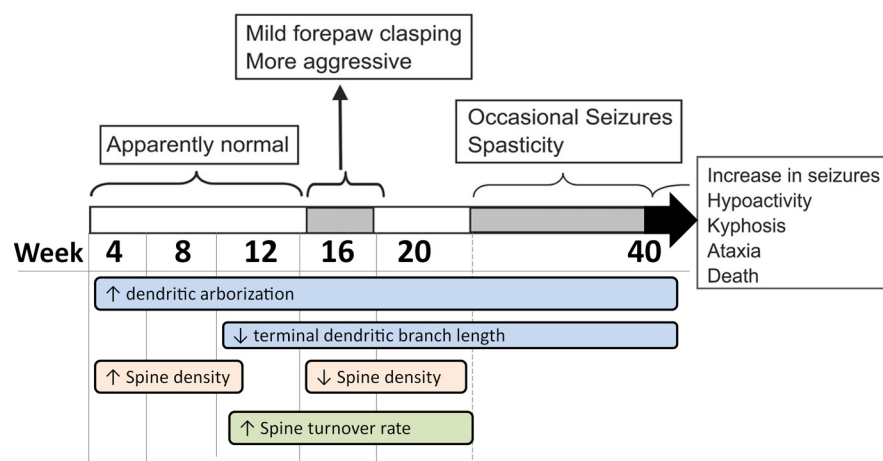 Mild forepaw clasping
More aggressive
Apparently normal
Occasional Seizures
Spasticity
Increase in seizures
Hypoactivity
Kyphosis
Ataxia
Death
Week 4 8 12 16 20 40
↑ dendritic arborization
↓ terminal dendritic branch length
↑ Spine density
↓ Spine density
↑ Spine turnover rate